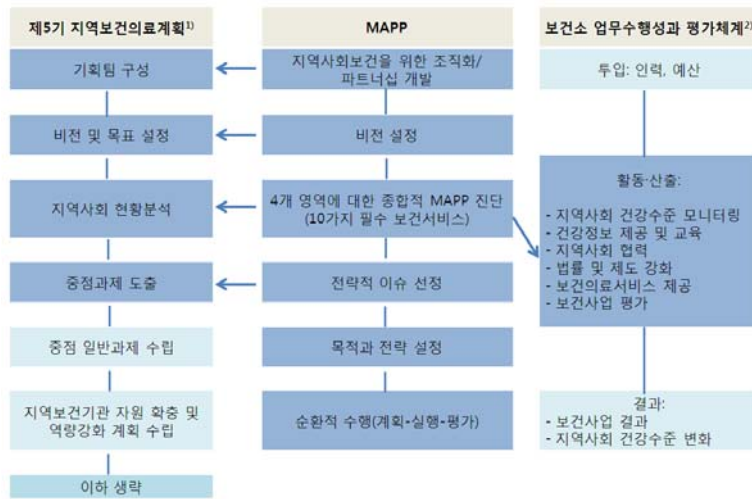 제5기 지역보건의료계획1)
기획팀 구성
비전 및 목표 설정
지역사회 현황분석
중점과제 도출
중점 일반과제 수립
지역보건기관 자원 확충 및
역량강화 계획 수립
이하 생략
MAPP
지역사회보건을 위한 조직화/
파트너십 개발
비전 설정
4개 영역에 대한 종합적 MAPP 진단
(10가지 필수 보건서비스)
전략적 이슈 선정
목적과 전략 설정
순환적 수행(계획-실행-평가)
보건소 업무수행성과 평가체계2)
투입: 인력, 예산
활동·산출:
- 지역사회 건강수준 모니터링
- 건강정보 제공 및 교육
- 지역사회 협력
- 법률 및 제도 강화
- 보건의료서비스 제공
- 보건사업 평가
결과:
- 보건사업 결과
- 지역사회 건강수준 변화